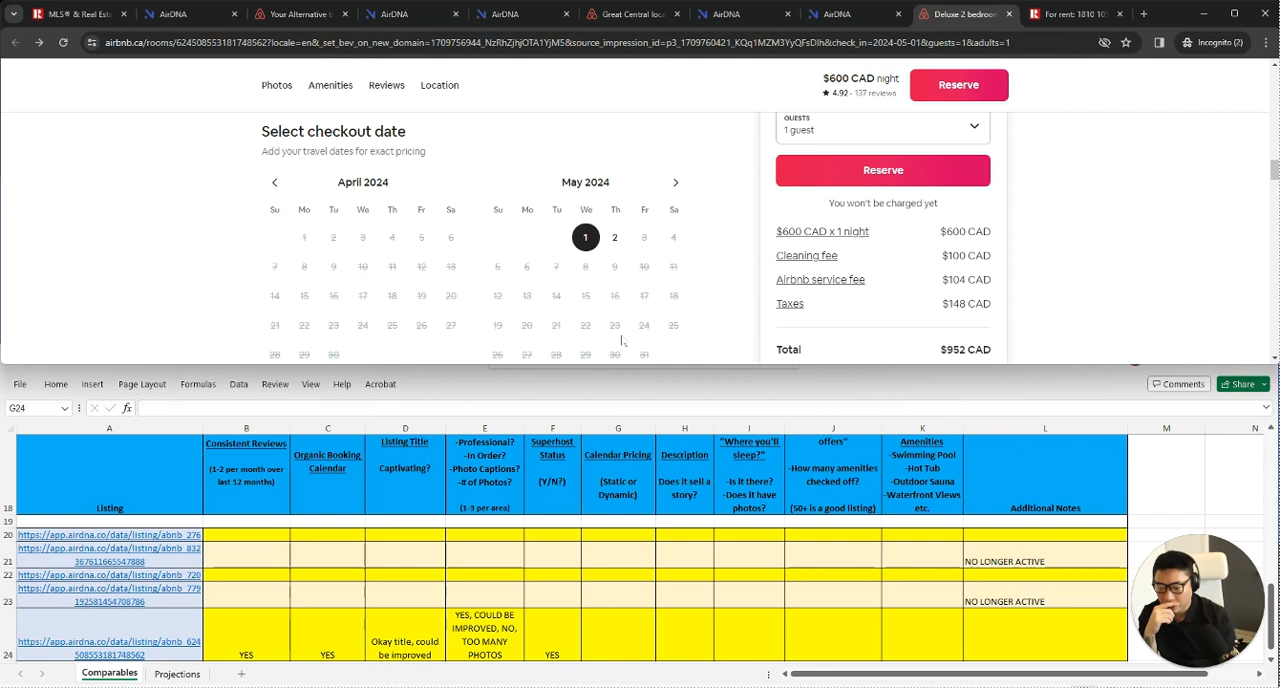 MLS® & Real Est
AirDNA
Your Alternative t
AirDNA
AirDNA
Great Central loc
AirDNA
AirDNA
Deluxe 2 bedroom
For rent: 1810 10
airbnb.ca/rooms/624508553181748562?locale=en&_set_bev_on_new_domain=1709756944_NzRhZjhjOTA1YjM5&source_impression_id=p3_1709760421_KQq1MZM3YyQFsDlh&check_in=2024-05-01&guests=1&adults=1
Incognito (2)
Photos Amenities Reviews Location
$600 CAD night
★ 4.92 · 137 reviews
Reserve
Select checkout date
Add your travel dates for exact pricing
April 2024
Su Mo Tu We Th Fr Sa
1 2 3 4 5 6
7 8 9 10 11 12 13
14 15 16 17 18 19 20
21 22 23 24 25 26 27
28 29 30
May 2024
Su Mo Tu We Th Fr Sa
1 2 3 4
5 6 7 8 9 10 11
12 13 14 15 16 17 18
19 20 21 22 23 24 25
26 27 28 29 30 31
GUESTS
1 guest
Reserve
You won't be charged yet
$600 CAD x 1 night $600 CAD
Cleaning fee $100 CAD
Airbnb service fee $104 CAD
Taxes $148 CAD
Total $952 CAD
File Home Insert Page Layout Formulas Data Review View Help Acrobat
Comments
Share
G24
fx
A B C D E F G H I J K L M N
18
Listing
Consistent Reviews
(1-2 per month over
last 12 months)
Organic Booking
Calendar
Listing Title
Captivating?
-Professional?
-In Order?
-Photo Captions?
-# of Photos?
(1-3 per area)
Superhost
Status
(Y/N?)
Calendar Pricing
(Static or
Dynamic)
Description
Does it sell a
story?
"Where you'll
sleep?"
-Is it there?
-Does it have
photos?
offers"
-How many amenities
checked off?
(50+ is a good listing)
Amenities
-Swimming Pool
-Hot Tub
-Outdoor Sauna
-Waterfront Views
etc.
Additional Notes
19
20
https://app.airdna.co/data/listing/abnb_276
21
https://app.airdna.co/data/listing/abnb_832
367611665547888
NO LONGER ACTIVE
22
https://app.airdna.co/data/listing/abnb_720
23
https://app.airdna.co/data/listing/abnb_779
192581454708786
NO LONGER ACTIVE
24
https://app.airdna.co/data/listing/abnb_624
508553181748562
YES
YES
Okay title, could
be improved
YES, COULD BE
IMPROVED, NO,
TOO MANY
PHOTOS
YES
Comparables
Projections